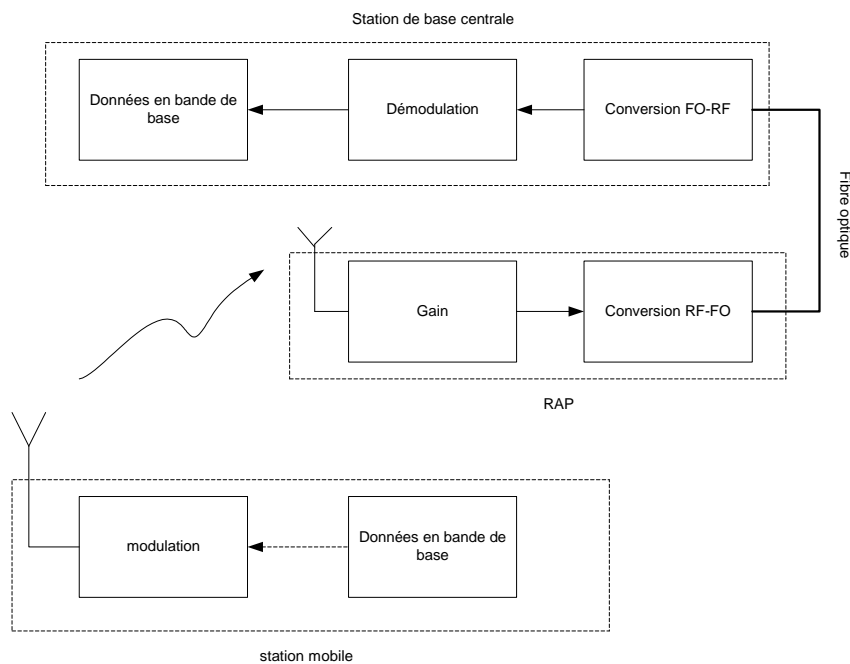 Station de base centrale
Données en bande de
base
Démodulation
Conversion FO-RF
Fibre optique
Gain
Conversion RF-FO
RAP
modulation
Données en bande de
base
station mobile